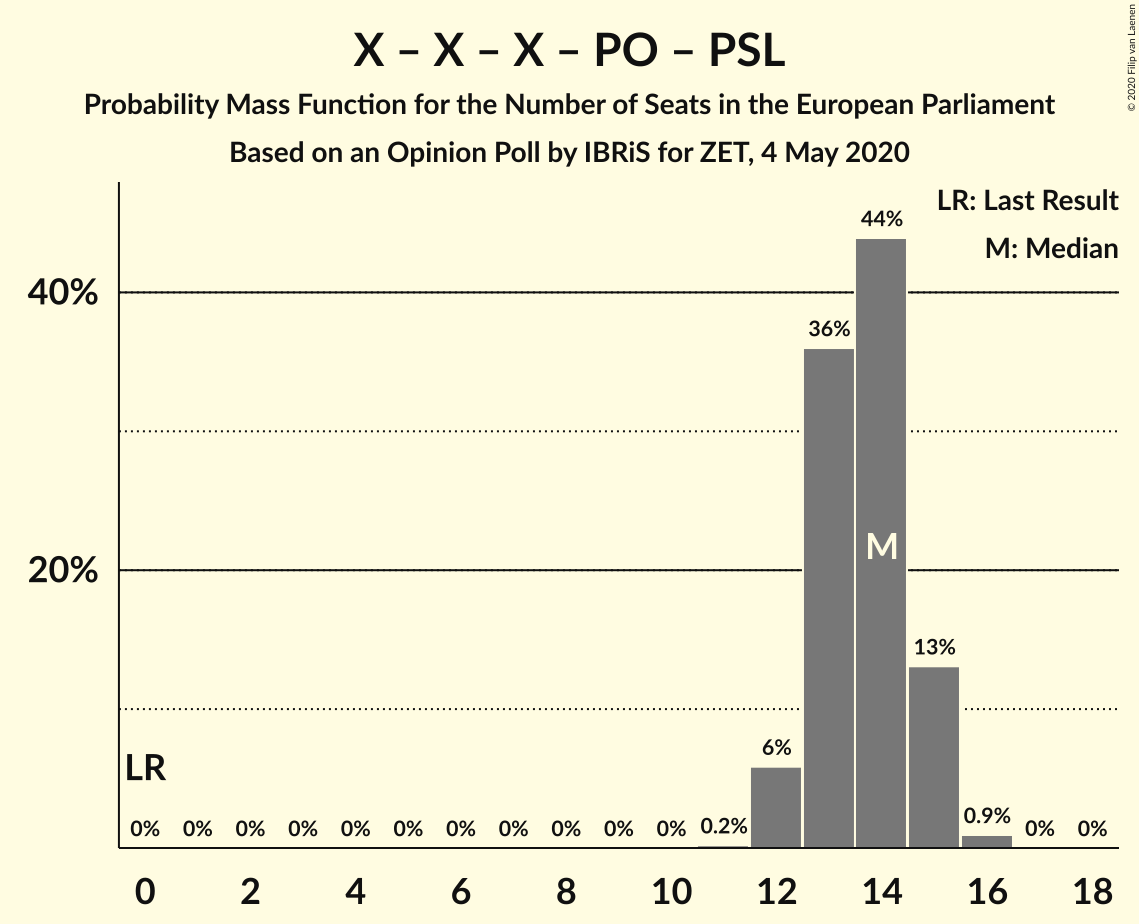 X – X – X – PO – PSL
Probability Mass Function for the Number of Seats in the European Parliament
Based on an Opinion Poll by IBRiS for ZET, 4 May 2020
© 2020 Filip van Laenen
LR: Last Result
M: Median
40%
20%
44%
36%
M
13%
6%
LR
0% 0% 0% 0% 0% 0% 0% 0% 0% 0% 0% 0.2% 0.9% 0% 0%
0 2 4 6 8 10 12 14 16 18